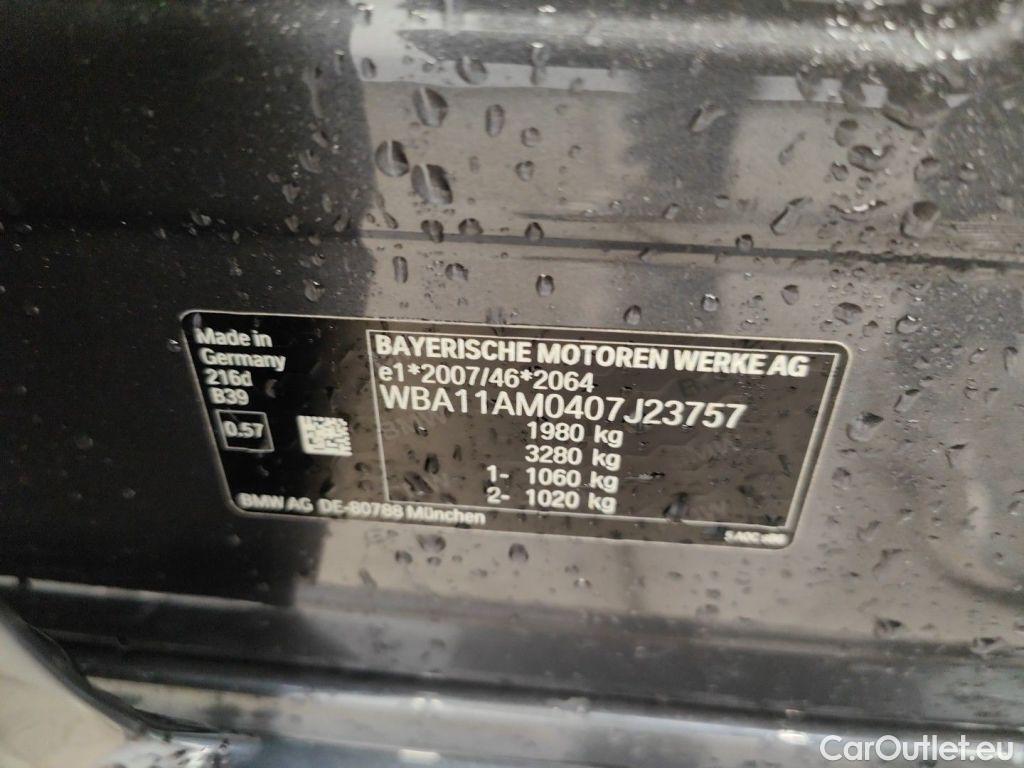 Made in
Germany
216d
B39
0.57
BAYERISCHE MOTOREN WERKE AG
e1*2007/46*2064
WBA11AM0407J23757
1980 kg
3280 kg
1- 1060 kg
2- 1020 kg
BMW AG DE-80788 München
CarOutlet.eu